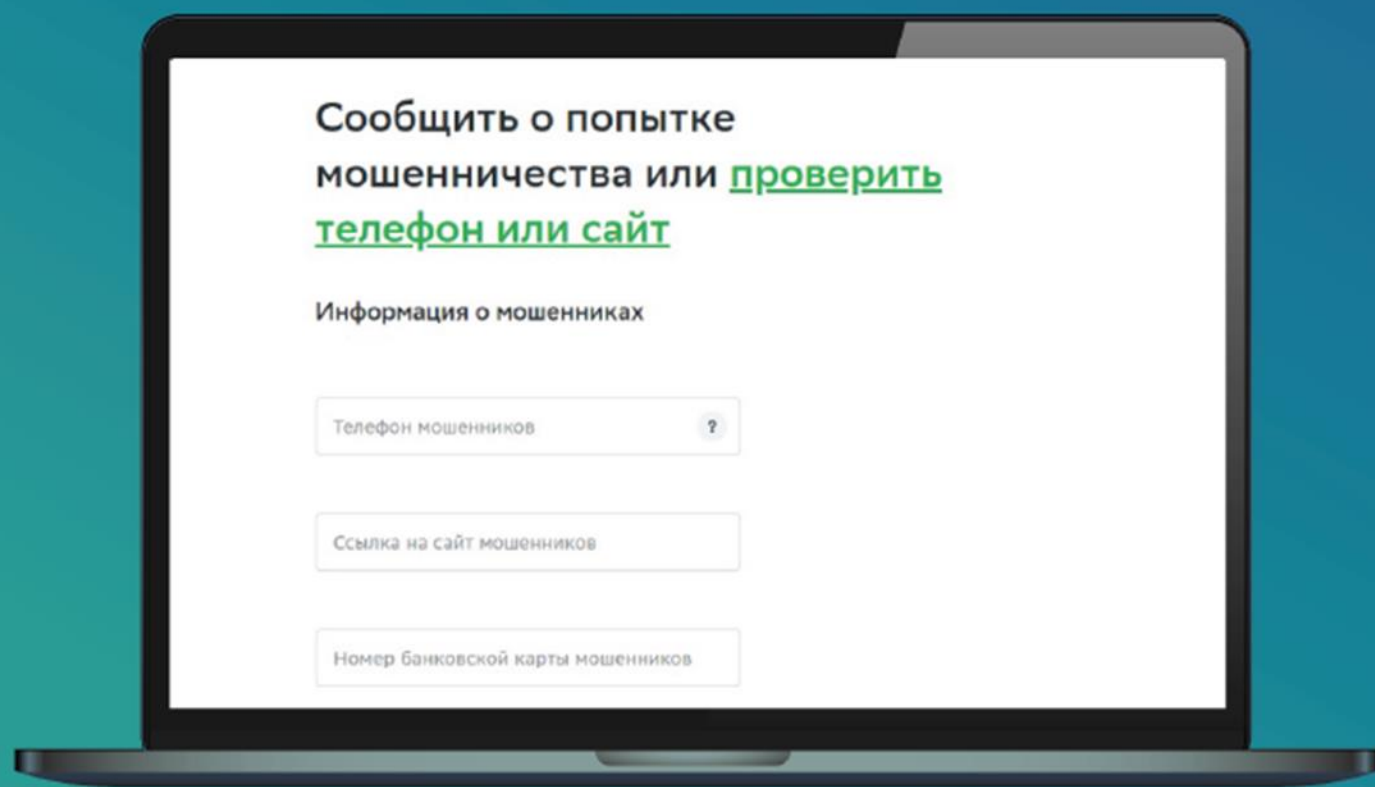 Сообщить о попытке
мошенничества или проверить
телефон или сайт
Информация о мошенниках
Телефон мошенников ?
Ссылка на сайт мошенников
Номер банковской карты мошенников